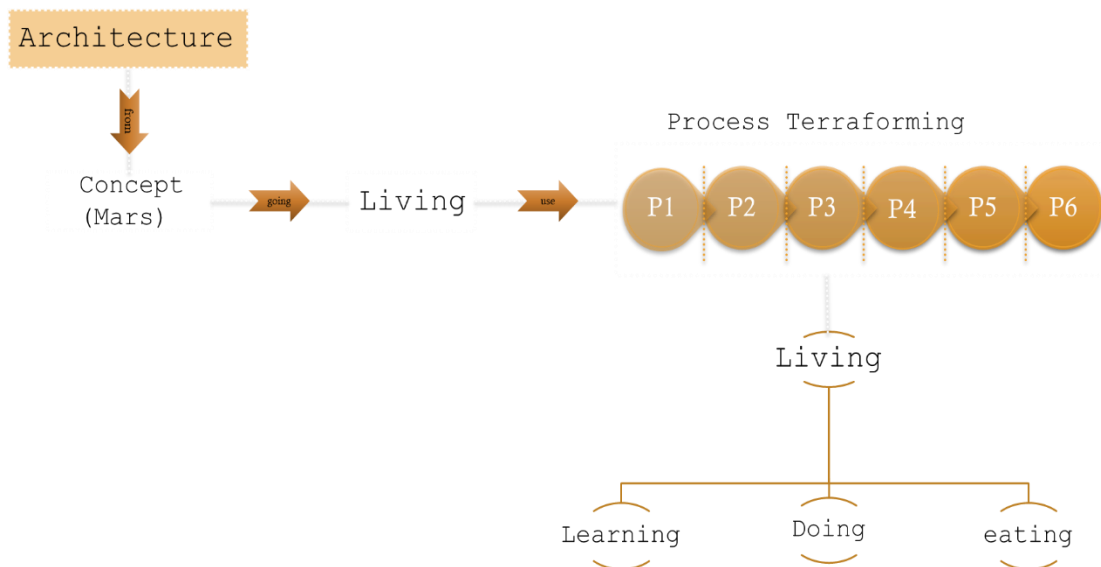 Architecture
from
Concept
(Mars)
going
Living
use
Process Terraforming
P1 P2 P3 P4 P5 P6
Living
Learning
Doing
eating